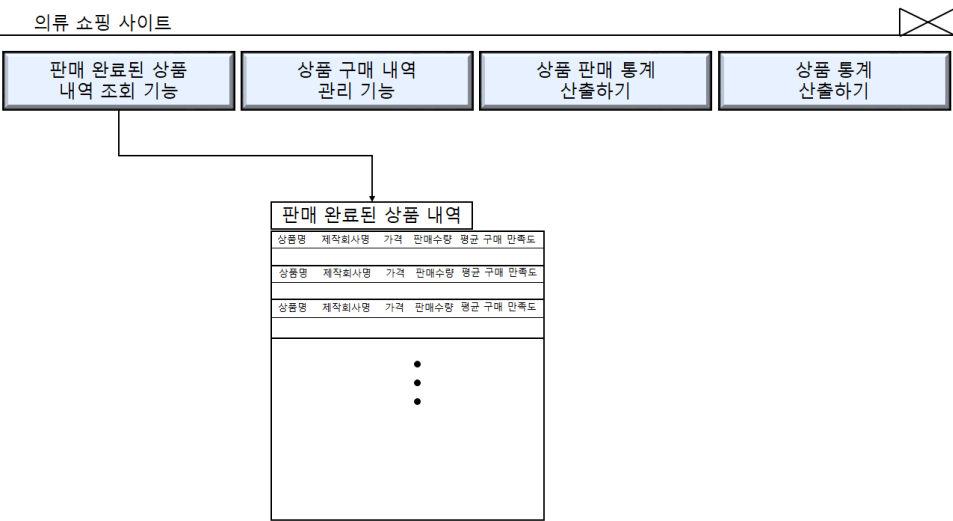 의류 쇼핑 사이트
판매 완료된 상품
내역 조회 기능
상품 구매 내역
관리 기능
상품 판매 통계
산출하기
상품 통계
산출하기
판매 완료된 상품 내역
상품명 제작회사명 가격 판매수량 평균 구매 만족도
상품명 제작회사명 가격 판매수량 평균 구매 만족도
상품명 제작회사명 가격 판매수량 평균 구매 만족도